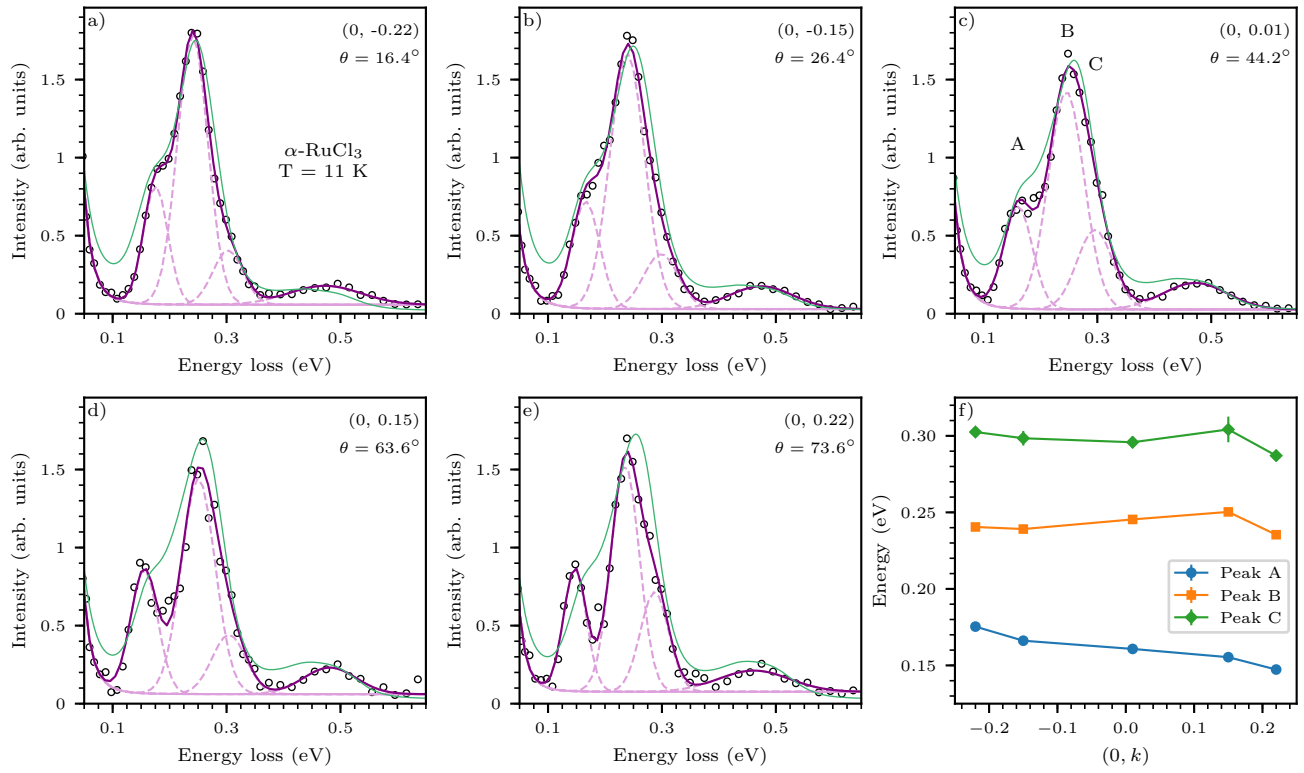 a)
(0, -0.22)
θ = 16.4°
α-RuCl₃
T = 11 K
Intensity (arb. units)
0
0.5
1
1.5
0.1
0.3
0.5
Energy loss (eV)
b)
(0, -0.15)
θ = 26.4°
Intensity (arb. units)
0
0.5
1
1.5
0.1
0.3
0.5
Energy loss (eV)
c)
(0, 0.01)
θ = 44.2°
A
B
C
Intensity (arb. units)
0
0.5
1
1.5
0.1
0.3
0.5
Energy loss (eV)
d)
(0, 0.15)
θ = 63.6°
Intensity (arb. units)
0
0.5
1
1.5
0.1
0.3
0.5
Energy loss (eV)
e)
(0, 0.22)
θ = 73.6°
Intensity (arb. units)
0
0.5
1
1.5
0.1
0.3
0.5
Energy loss (eV)
f)
Energy (eV)
0.30
0.25
0.20
0.15
Peak A
Peak B
Peak C
−0.2
−0.1
0.0
0.1
0.2
(0, k)